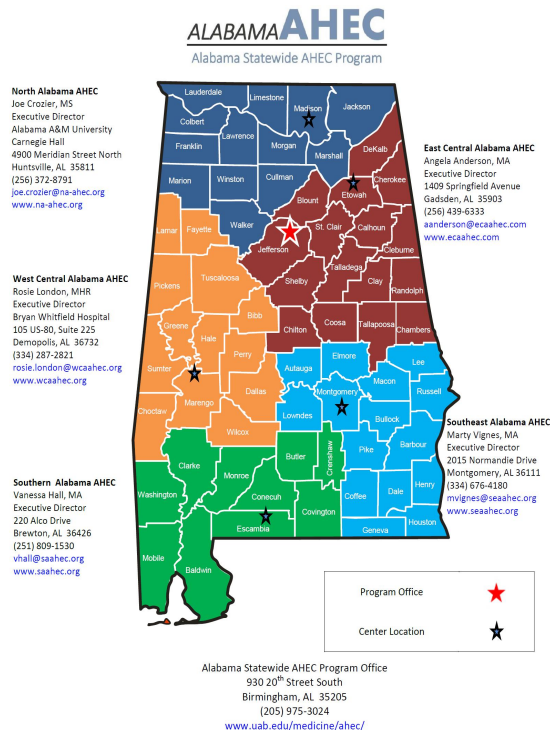 ALABAMAAHEC
Alabama Statewide AHEC Program
North Alabama AHEC
Joe Crozier, MS
Executive Director
Alabama A&M University
Carnegie Hall
4900 Meridian Street North
Huntsville, AL 35811
(256) 372-8791
joe.crozier@na-ahec.org
www.na-ahec.org
West Central Alabama AHEC
Rosie London, MHR
Executive Director
Bryan Whitfield Hospital
105 US-80, Suite 225
Demopolis, AL 36732
(334) 287-2821
rosie.london@wcaahec.org
www.wcaahec.org
Southern Alabama AHEC
Vanessa Hall, MA
Executive Director
220 Alco Drive
Brewton, AL 36426
(251) 809-1530
vhall@saahec.org
www.saahec.org
Lauderdale
Limestone
Madison
Jackson
Colbert
Lawrence
Franklin
Morgan
Marshall
DeKalb
Marion
Winston
Cullman
Cherokee
Etowah
Blount
Lamar
Fayette
Walker
Jefferson
St. Clair
Calhoun
Cleburne
Talladega
Pickens
Tuscaloosa
Shelby
Clay
Randolph
Bibb
Greene
Hale
Chilton
Coosa
Tallapoosa
Chambers
Perry
Sumter
Autauga
Elmore
Lee
Macon
Russell
Marengo
Dallas
Montgomery
Choctaw
Lowndes
Bullock
Wilcox
Clarke
Butler
Crenshaw
Pike
Barbour
Monroe
Washington
Conecuh
Covington
Coffee
Dale
Henry
Escambia
Geneva
Houston
Mobile
Baldwin
East Central Alabama AHEC
Angela Anderson, MA
Executive Director
1409 Springfield Avenue
Gadsden, AL 35903
(256) 439-6333
aanderson@ecaahec.com
www.ecaahec.com
Southeast Alabama AHEC
Marty Vignes, MA
Executive Director
2015 Normandie Drive
Montgomery, AL 36111
(334) 676-4180
mvignes@seaahec.org
www.seaahec.org
Program Office
Center Location
Alabama Statewide AHEC Program Office
930 20th Street South
Birmingham, AL 35205
(205) 975-3024
www.uab.edu/medicine/ahec/